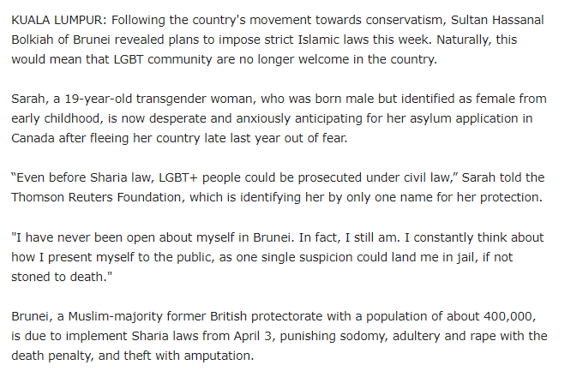 KUALA LUMPUR: Following the country's movement towards conservatism, Sultan Hassanal
Bolkiah of Brunei revealed plans to impose strict Islamic laws this week. Naturally, this
would mean that LGBT community are no longer welcome in the country.
Sarah, a 19-year-old transgender woman, who was born male but identified as female from
early childhood, is now desperate and anxiously anticipating for her asylum application in
Canada after fleeing her country late last year out of fear.
“Even before Sharia law, LGBT+ people could be prosecuted under civil law,” Sarah told the
Thomson Reuters Foundation, which is identifying her by only one name for her protection.
"I have never been open about myself in Brunei. In fact, I still am. I constantly think about
how I present myself to the public, as one single suspicion could land me in jail, if not
stoned to death."
Brunei, a Muslim-majority former British protectorate with a population of about 400,000,
is due to implement Sharia laws from April 3, punishing sodomy, adultery and rape with the
death penalty, and theft with amputation.